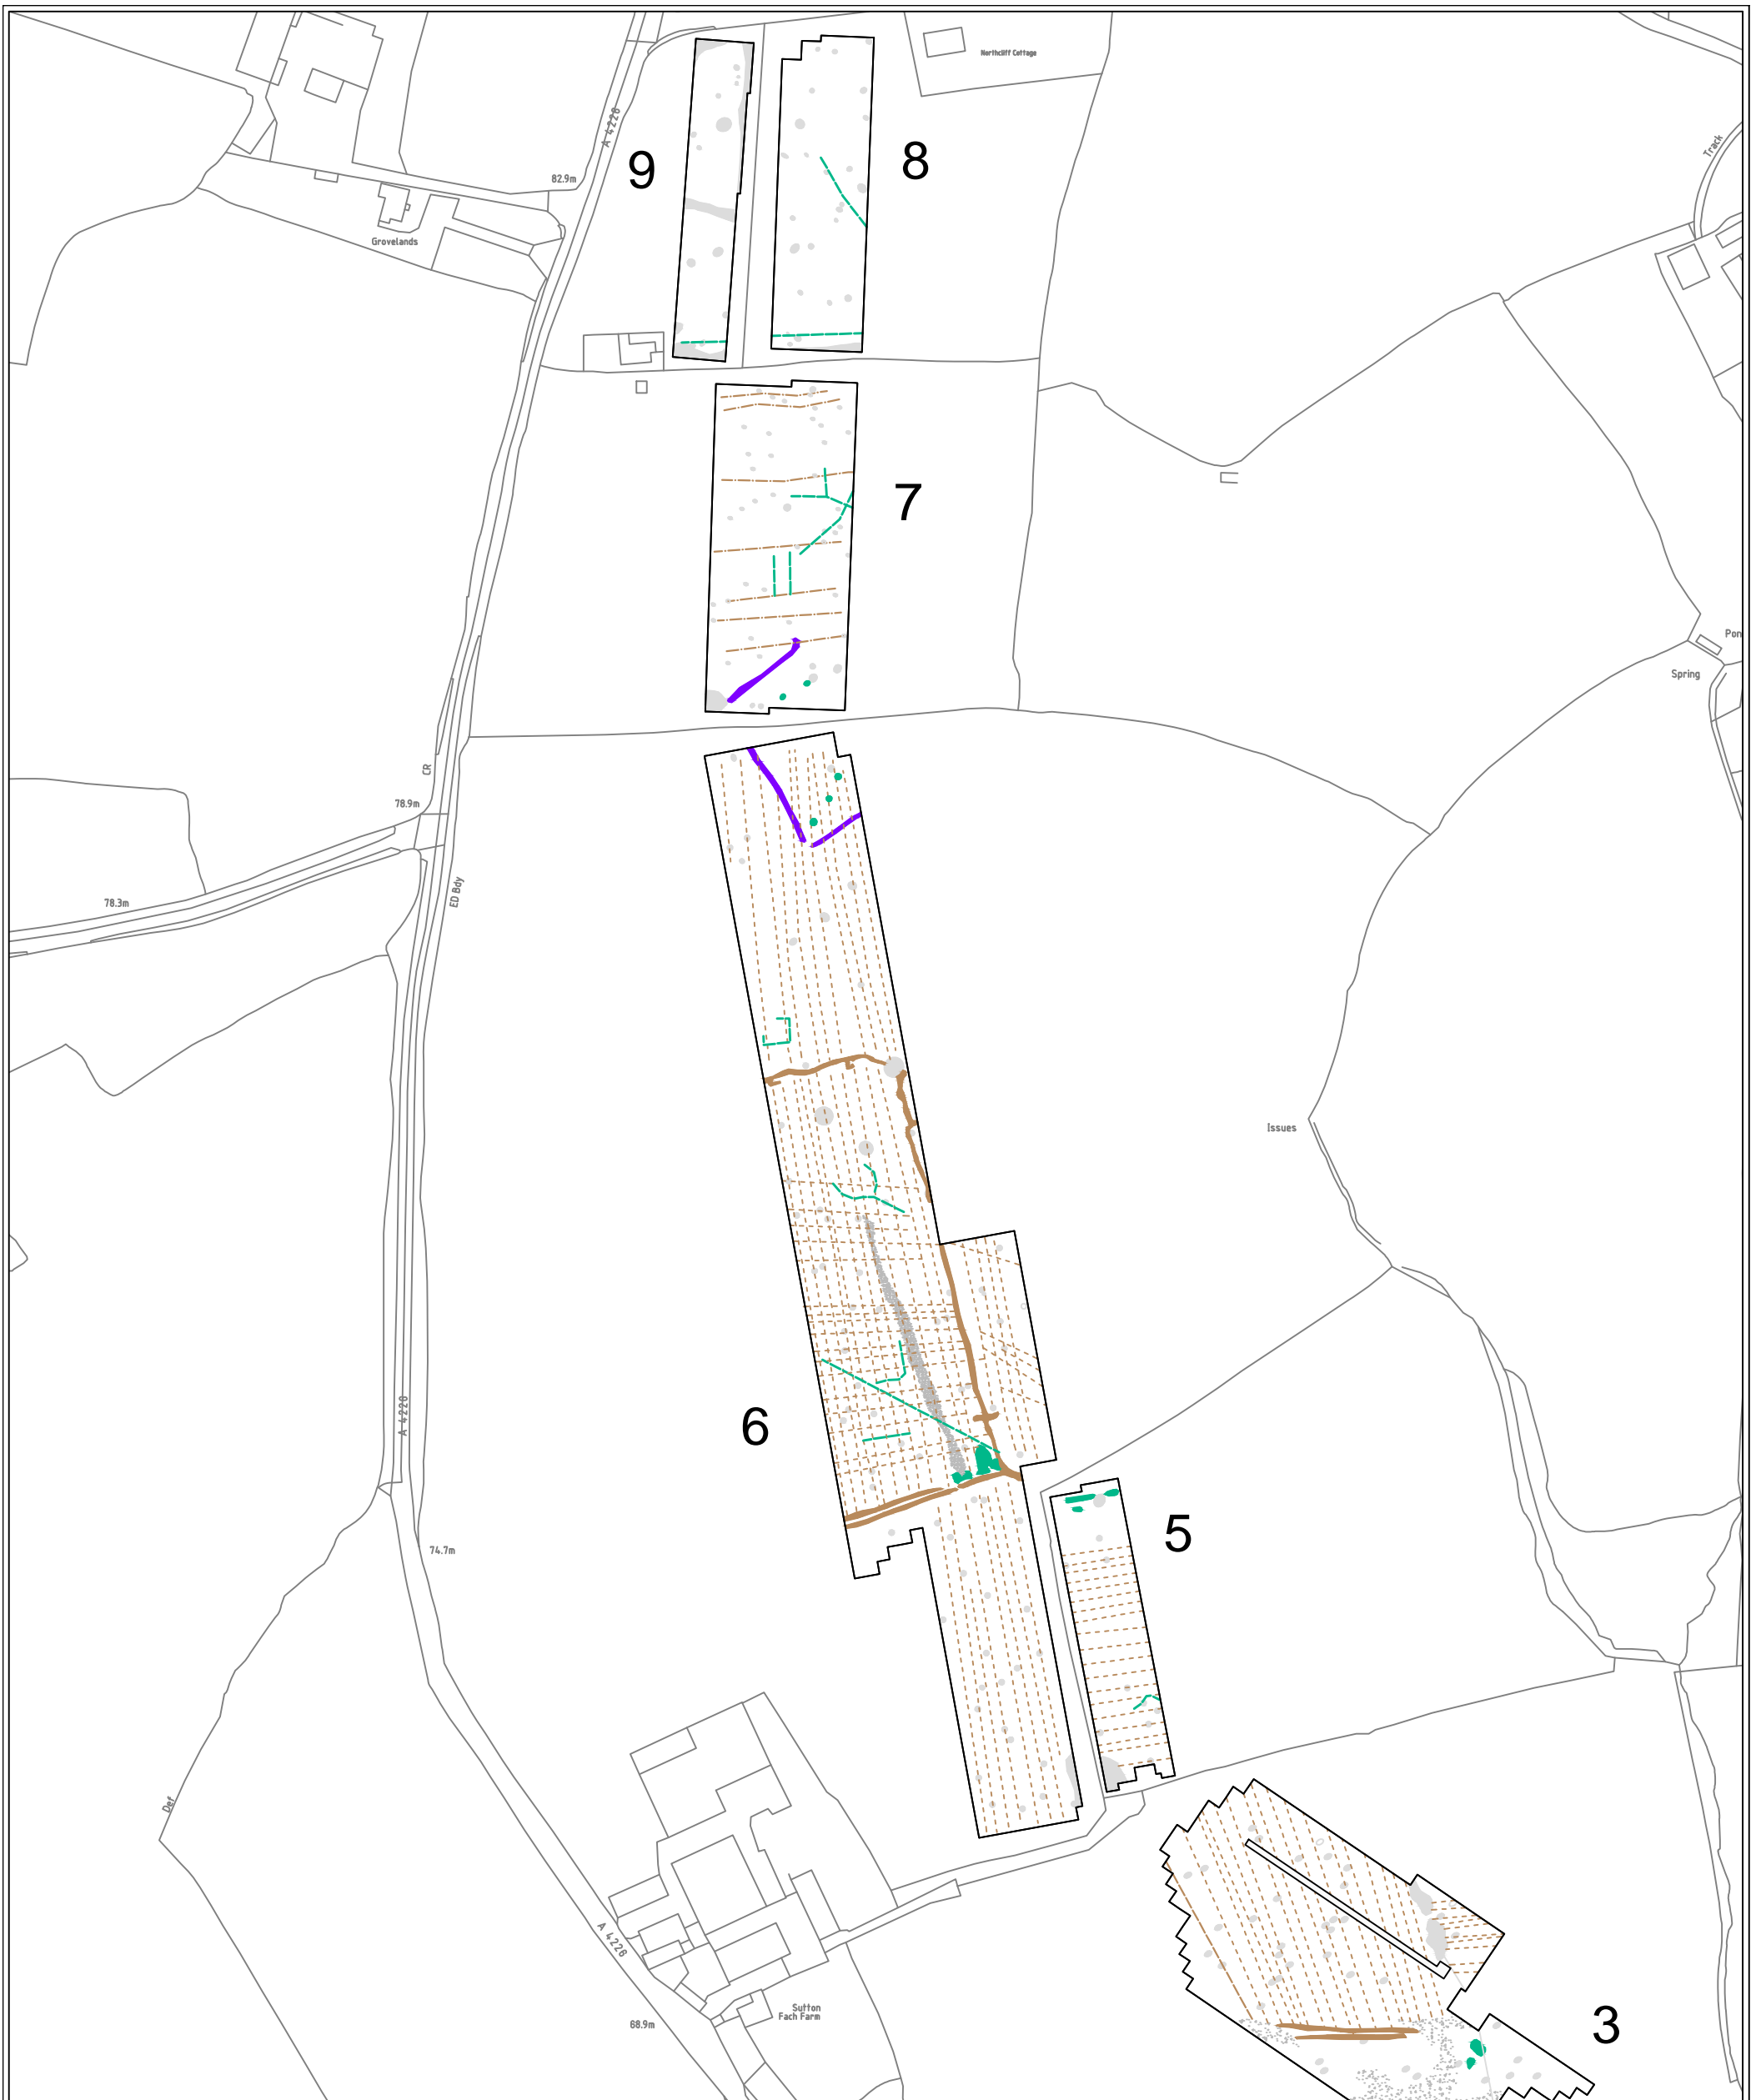 Northcliff Cottage
A 4226
Track
9
8
82.9m
Grovelands
7
Spring
CR
78.9m
78.3m
ED Bdy
Issues
A 4226
6
5
74.7m
Def
A 4226
Sutton
Fach Farm
68.9m
3